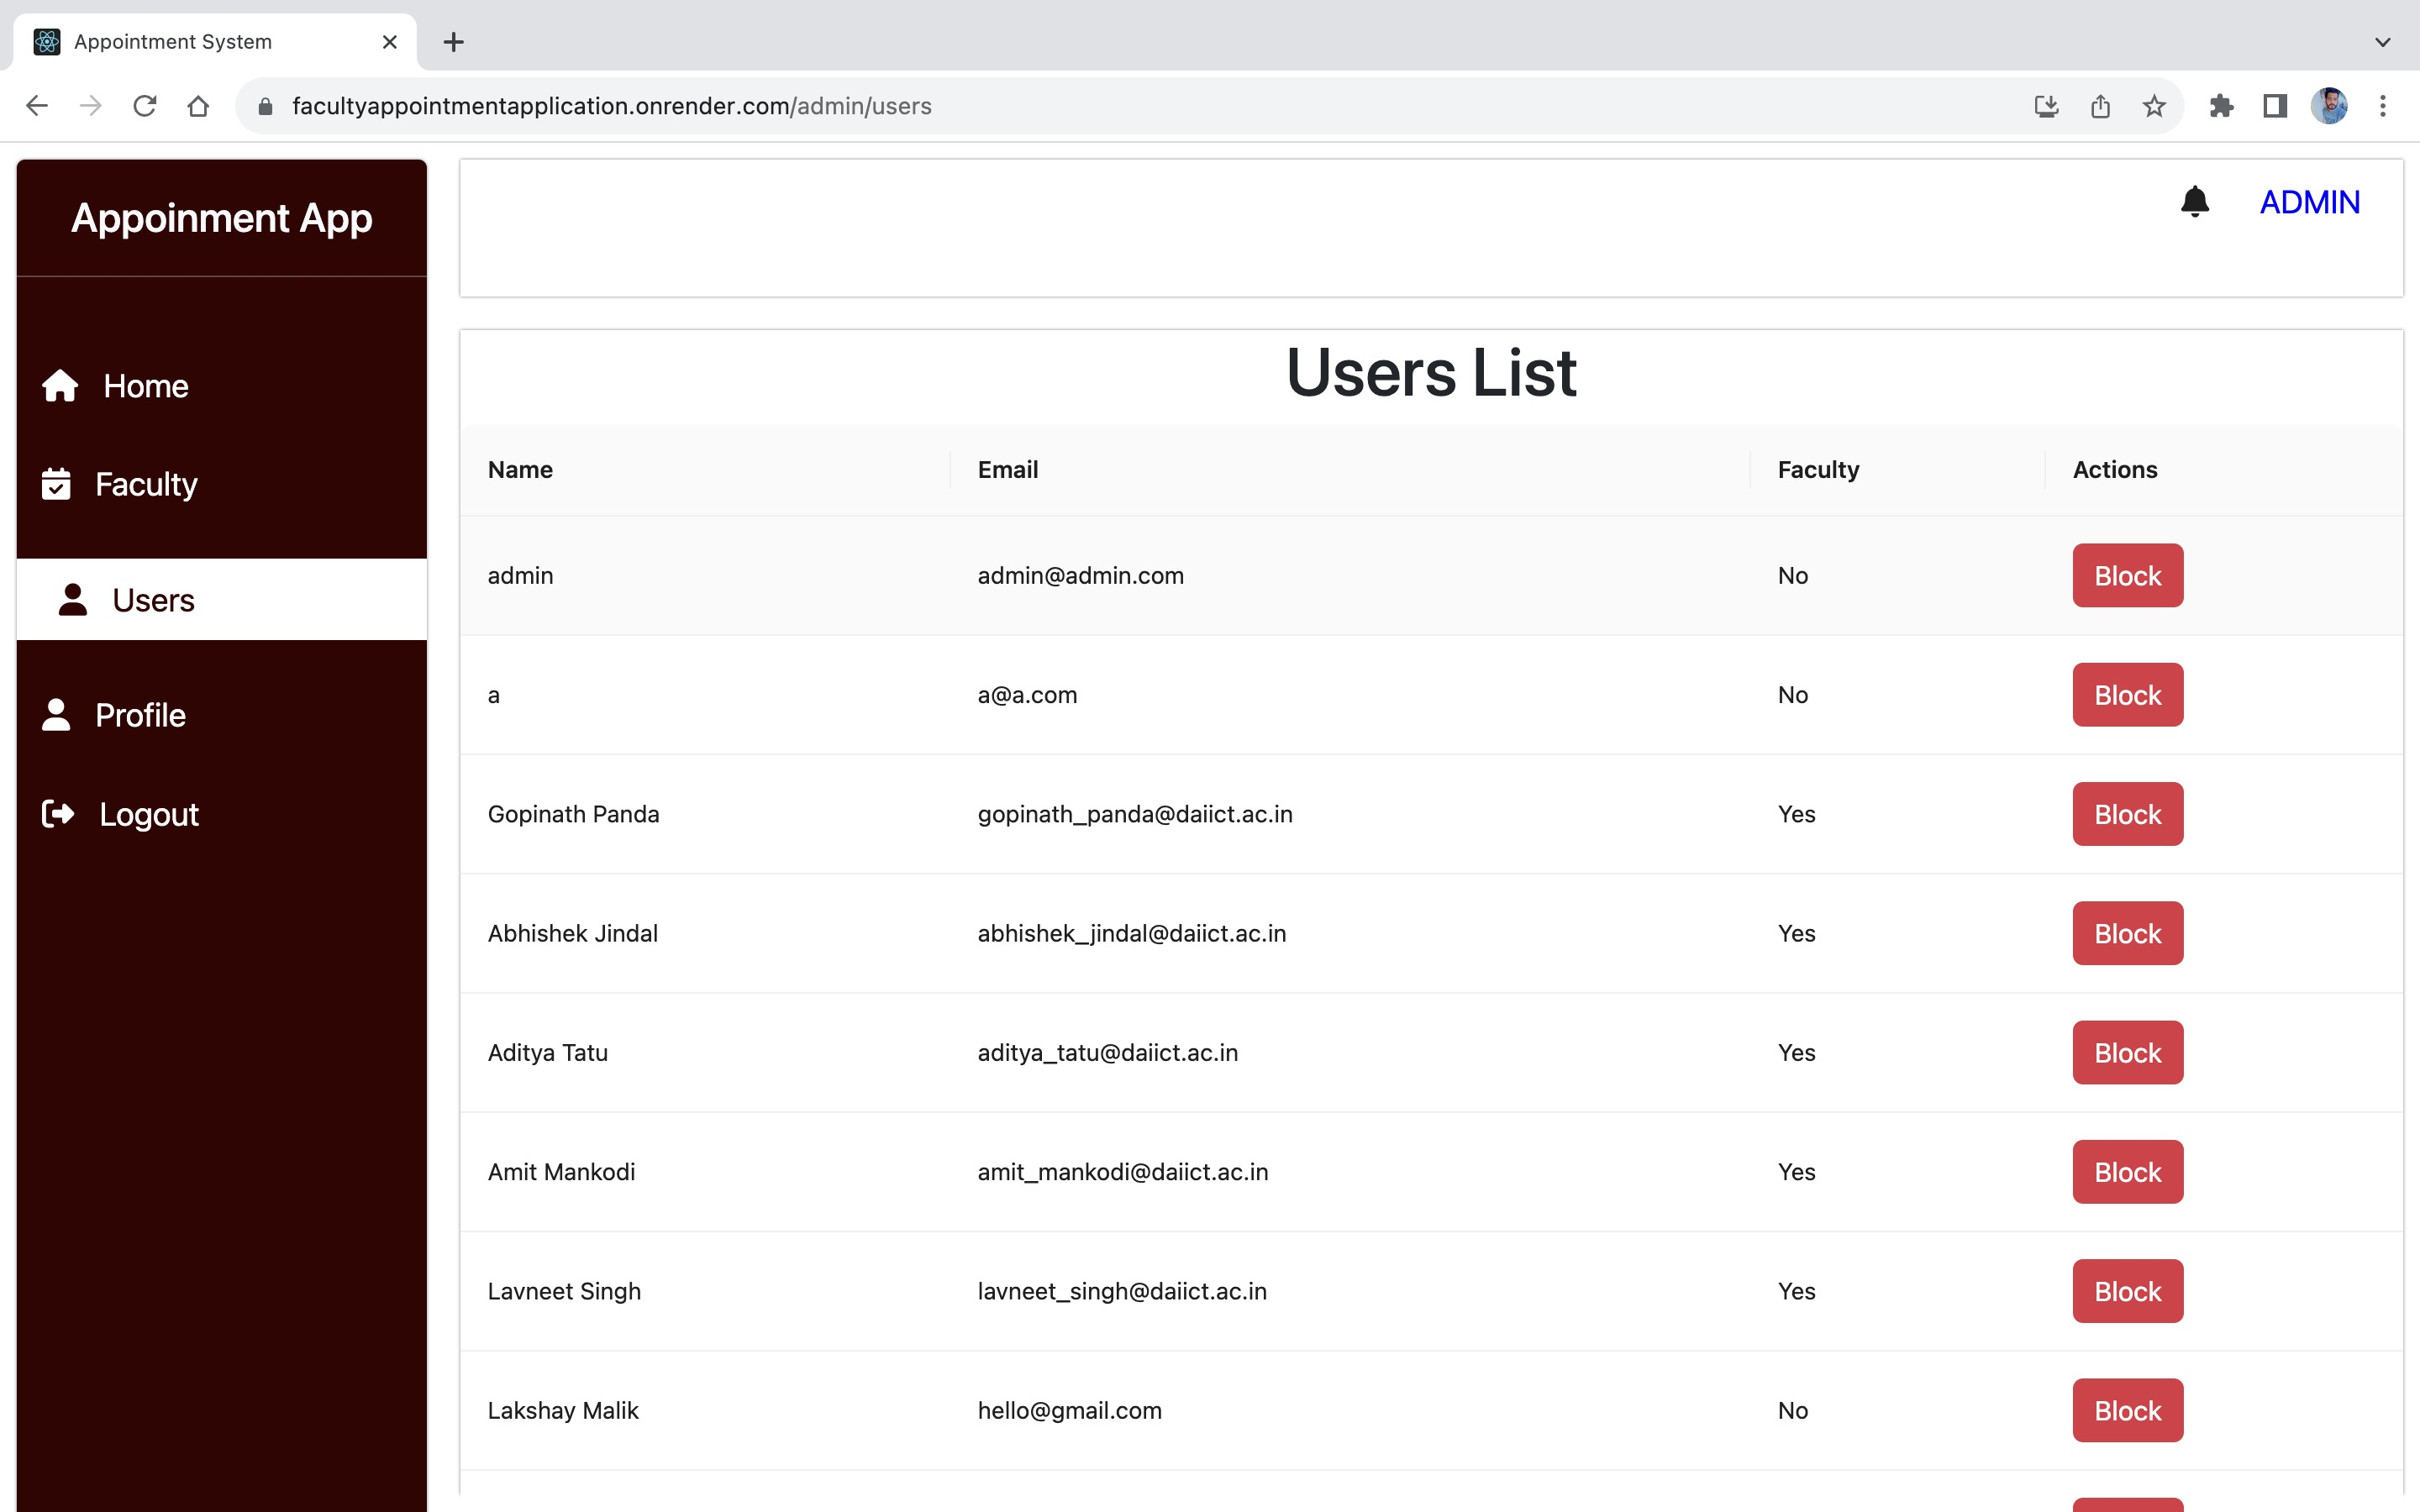 Appointment System
facultyappointmentapplication.onrender.com/admin/users
Appoinment App
Home
Faculty
Users
Profile
Logout
ADMIN
Users List
Name Email Faculty Actions
admin admin@admin.com No Block
a a@a.com No Block
Gopinath Panda gopinath_panda@daiict.ac.in Yes Block
Abhishek Jindal abhishek_jindal@daiict.ac.in Yes Block
Aditya Tatu aditya_tatu@daiict.ac.in Yes Block
Amit Mankodi amit_mankodi@daiict.ac.in Yes Block
Lavneet Singh lavneet_singh@daiict.ac.in Yes Block
Lakshay Malik hello@gmail.com No Block